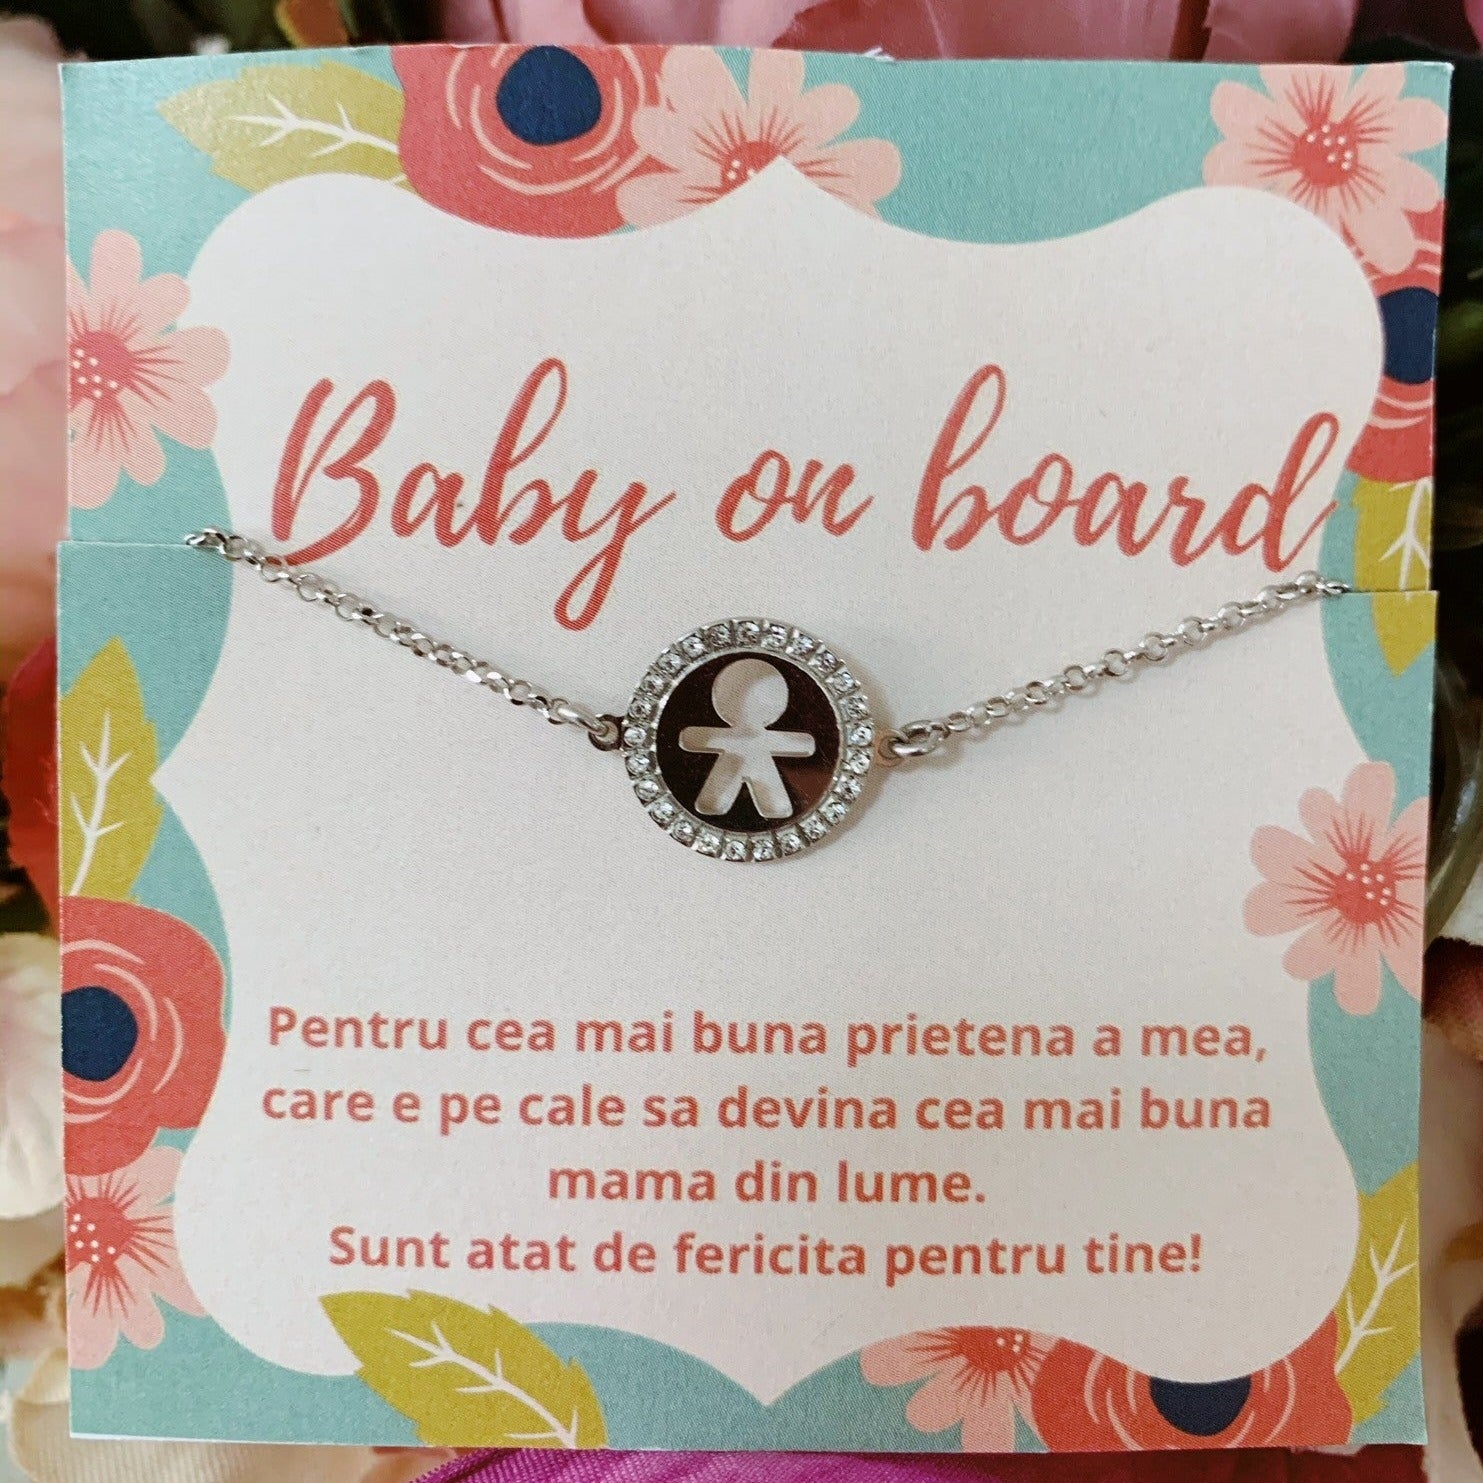 Baby on board
Pentru cea mai buna prietena a mea,
care e pe cale sa devina cea mai buna
mama din lume.
Sunt atat de fericita pentru tine!